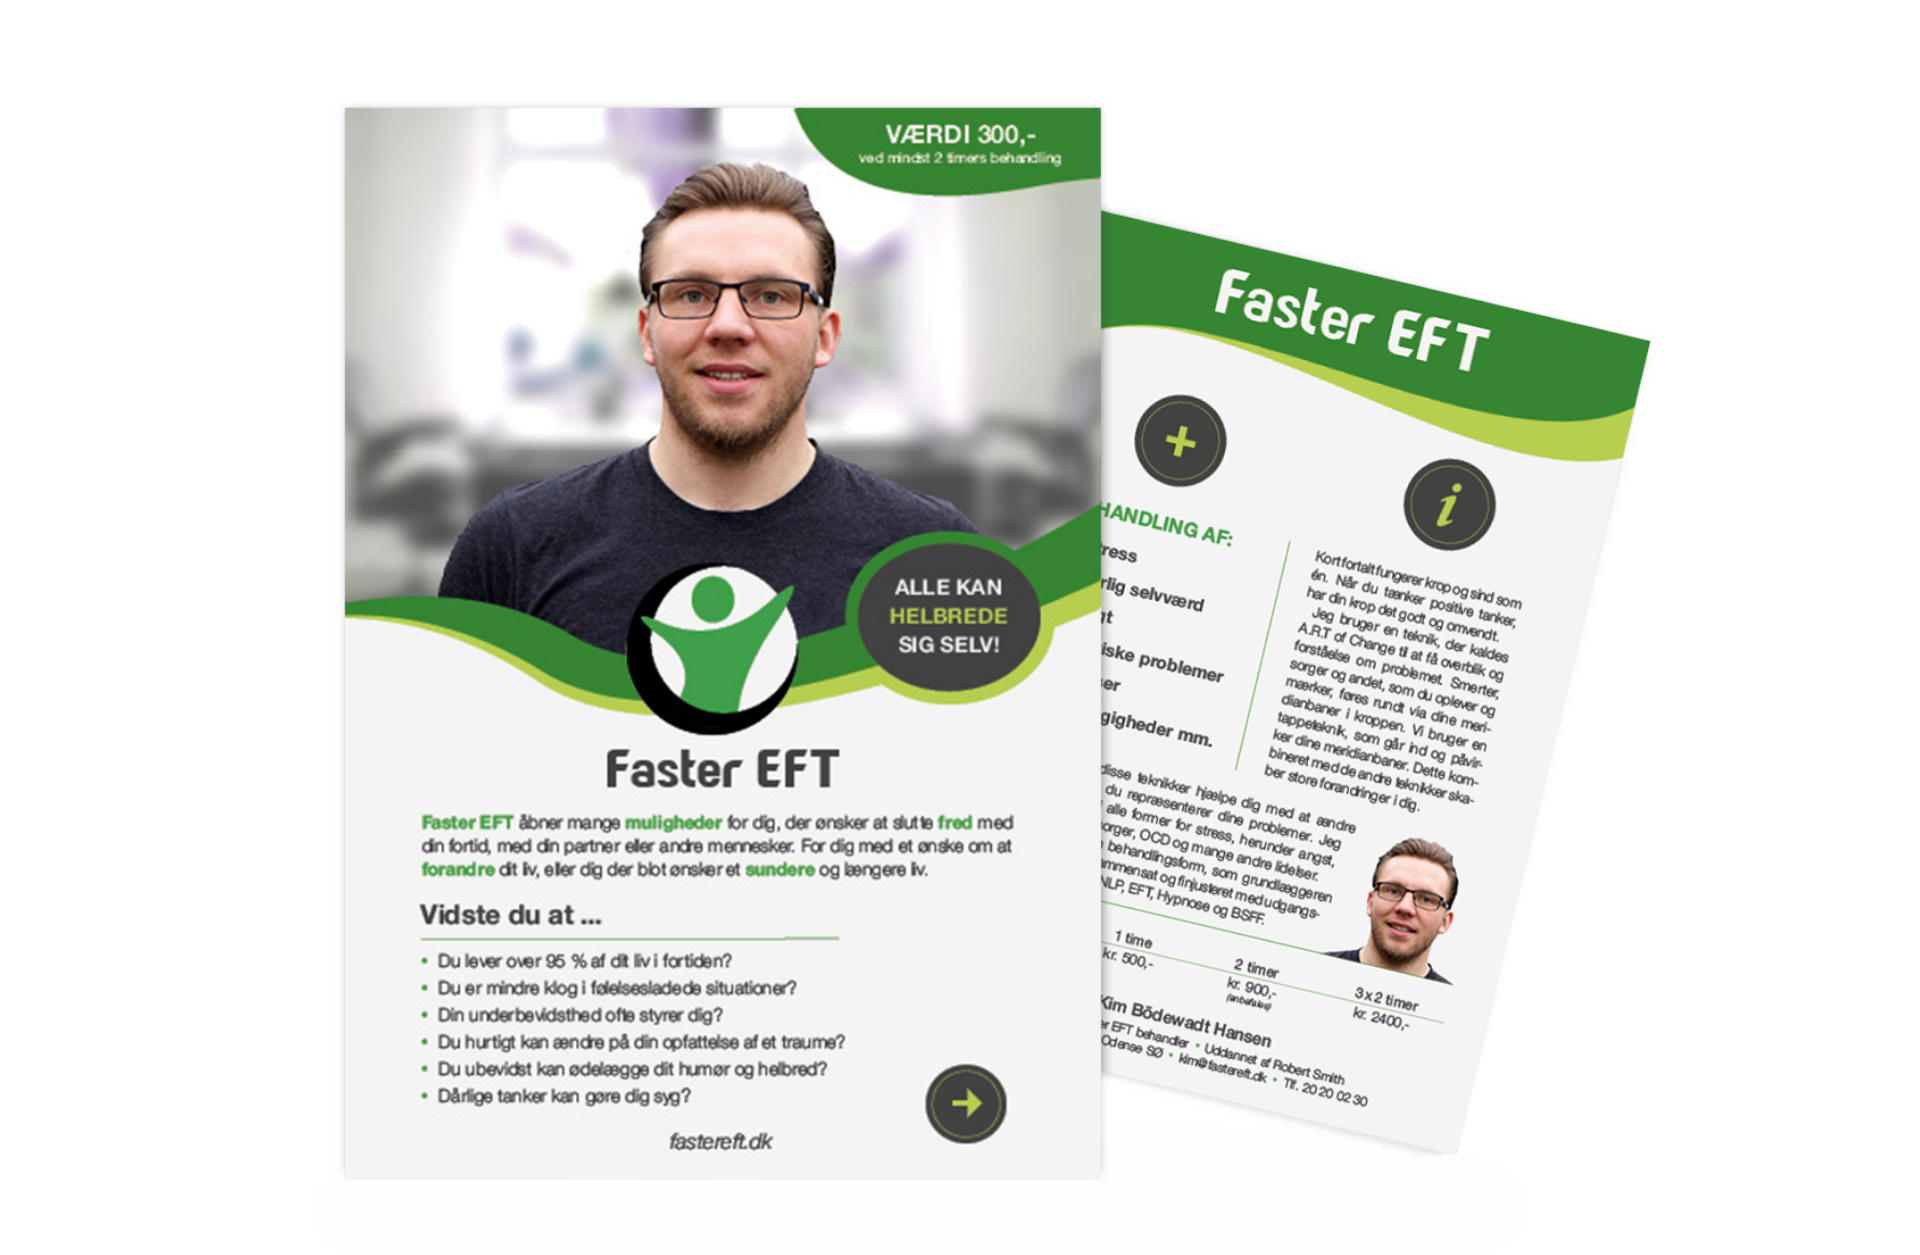 VÆRDI 300,-
ved mindst 2 timers behandling
ALLE KAN
HELBREDE
SIG SELV!
Faster EFT
Faster EFT åbner mange muligheder for dig, der ønsker at slutte fred med
din fortid, med din partner eller andre mennesker. For dig med et ønske om at
forandre dit liv, eller dig der blot ønsker et sundere og længere liv.
Vidste du at ...
• Du lever over 95 % af dit liv i fortiden?
• Du er mindre klog i følelsesladede situationer?
• Din underbevidsthed ofte styrer dig?
• Du hurtigt kan ændre på din opfattelse af et traume?
• Du ubevidst kan ødelægge dit humør og helbred?
• Dårlige tanker kan gøre dig syg?
fastereft.dk
Faster EFT
HANDLING AF:
ress
rlig selvværd
gt
iske problemer
ser
gigheder mm.
i
Kort fortalt fungerer krop og sind som
én. Når du tænker positive tanker,
har din krop det godt og omvendt.
Jeg bruger en teknik, der kaldes
A.R.T of Change til at få overblik og
forståelse om problemet. Smerter,
sorger og andet, som du oplever og
mærker, føres rundt via dine meri-
dianbaner i kroppen. Vi bruger en
tappeteknik, som går ind og påvir-
ker dine meridianbaner. Dette kom-
bineret med de andre teknikker ska-
ber store forandringer i dig.
disse teknikker hjælpe dig med at ændre
du repræsenterer dine problemer. Jeg
alle former for stress, herunder angst,
sorger, OCD og mange andre lidelser.
behandlingsform, som grundlæggeren
mmensat og finjusteret med udgangs-
NLP, EFT, Hypnose og BSFF.
1 time
kr. 500,-
2 timer
kr. 900,-
(anbefales)
3 x 2 timer
kr. 2400,-
Kim Bödewadt Hansen
er EFT behandler • Uddannet af Robert Smith
Odense SØ • kim@fastereft.dk • Tlf. 20 20 02 30